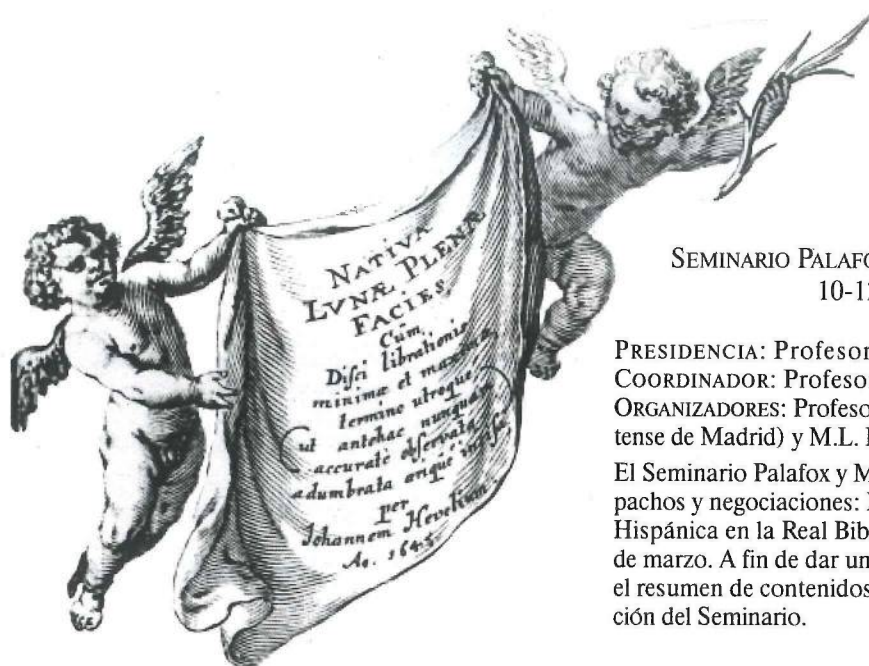 NATIVA
LVNÆ PLENÆ
FACIES,
Cum
Disci librationis
minimæ et maximæ,
termino utroque,
ut antehac nunquam
accuratè observata
adumbrata ærique incisa
per
Johannem Hevelium.
Aº. 1645.
SEMINARIO PALAFO
10-1
PRESIDENCIA: Profesor
COORDINADOR: Profeso
ORGANIZADORES: Profeso
tense de Madrid) y M.L.
El Seminario Palafox y M
pachos y negociaciones:
Hispánica en la Real Bib
de marzo. A fin de dar un
el resumen de contenidos
ción del Seminario.